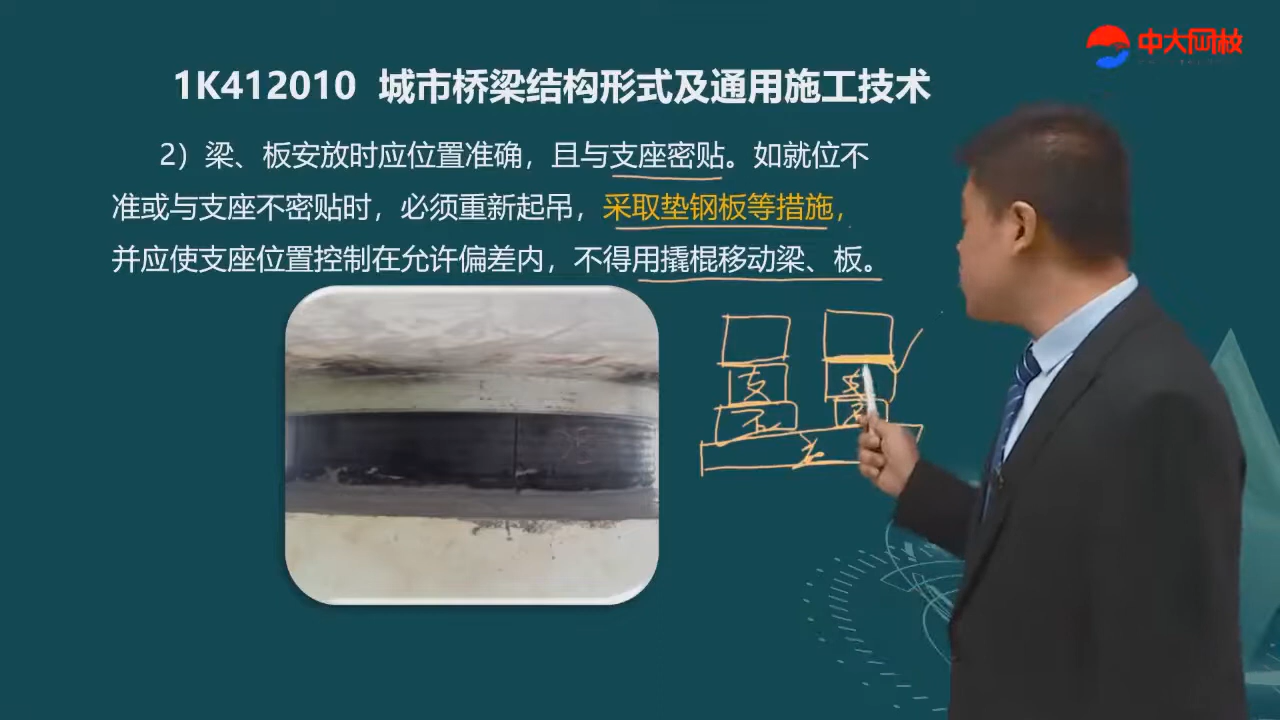 中大网校
1K412010 城市桥梁结构形式及通用施工技术
2）梁、板安放时应位置准确，且与支座密贴。如就位不
准或与支座不密贴时，必须重新起吊，采取垫钢板等措施，
并应使支座位置控制在允许偏差内，不得用撬棍移动梁、板。
支
支